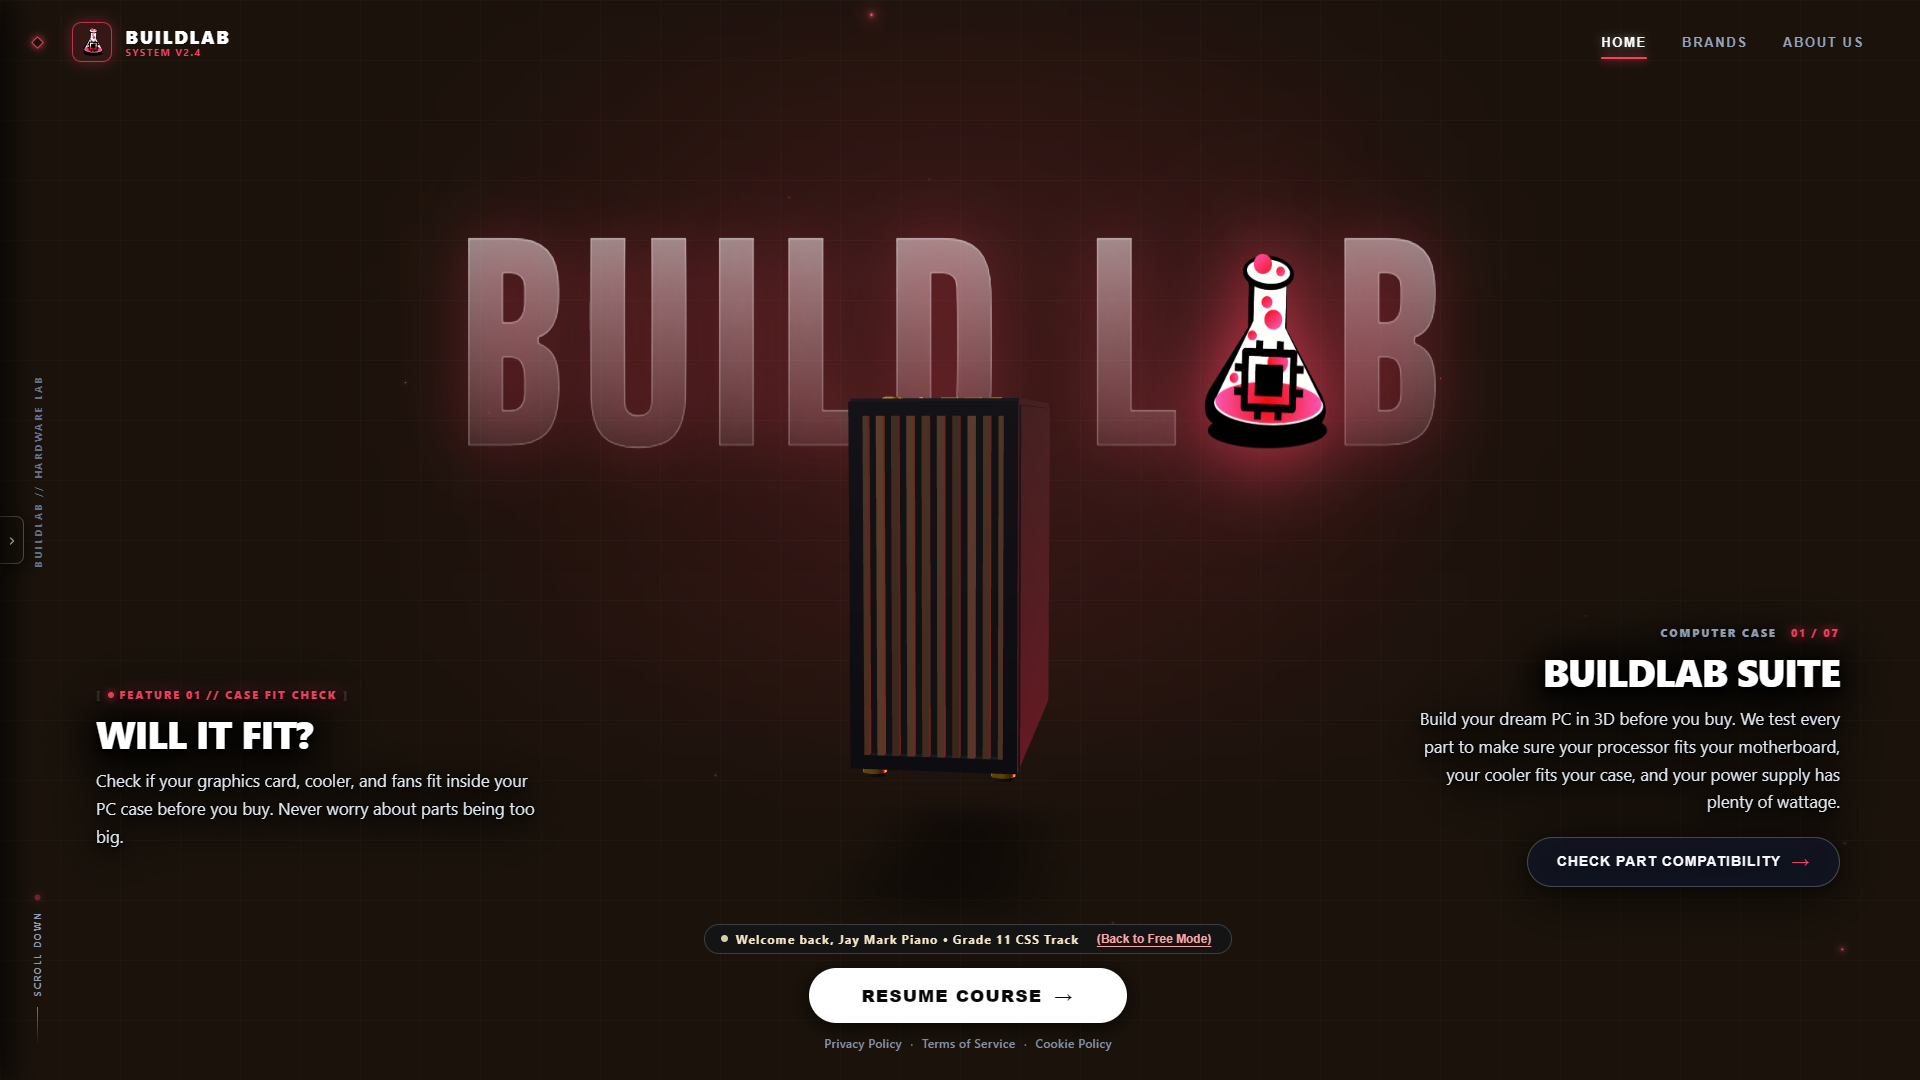 BUILDLAB
SYSTEM V2.4
HOME
BRANDS
ABOUT US
BUILD LAB
BUILDLAB // HARDWARE LAB
[ FEATURE 01 // CASE FIT CHECK ]
WILL IT FIT?
Check if your graphics card, cooler, and fans fit inside your
PC case before you buy. Never worry about parts being too
big.
COMPUTER CASE 01 / 07
BUILDLAB SUITE
Build your dream PC in 3D before you buy. We test every
part to make sure your processor fits your motherboard,
your cooler fits your case, and your power supply has
plenty of wattage.
CHECK PART COMPATIBILITY →
SCROLL DOWN
Welcome back, Jay Mark Piano • Grade 11 CSS Track (Back to Free Mode)
RESUME COURSE →
Privacy Policy · Terms of Service · Cookie Policy